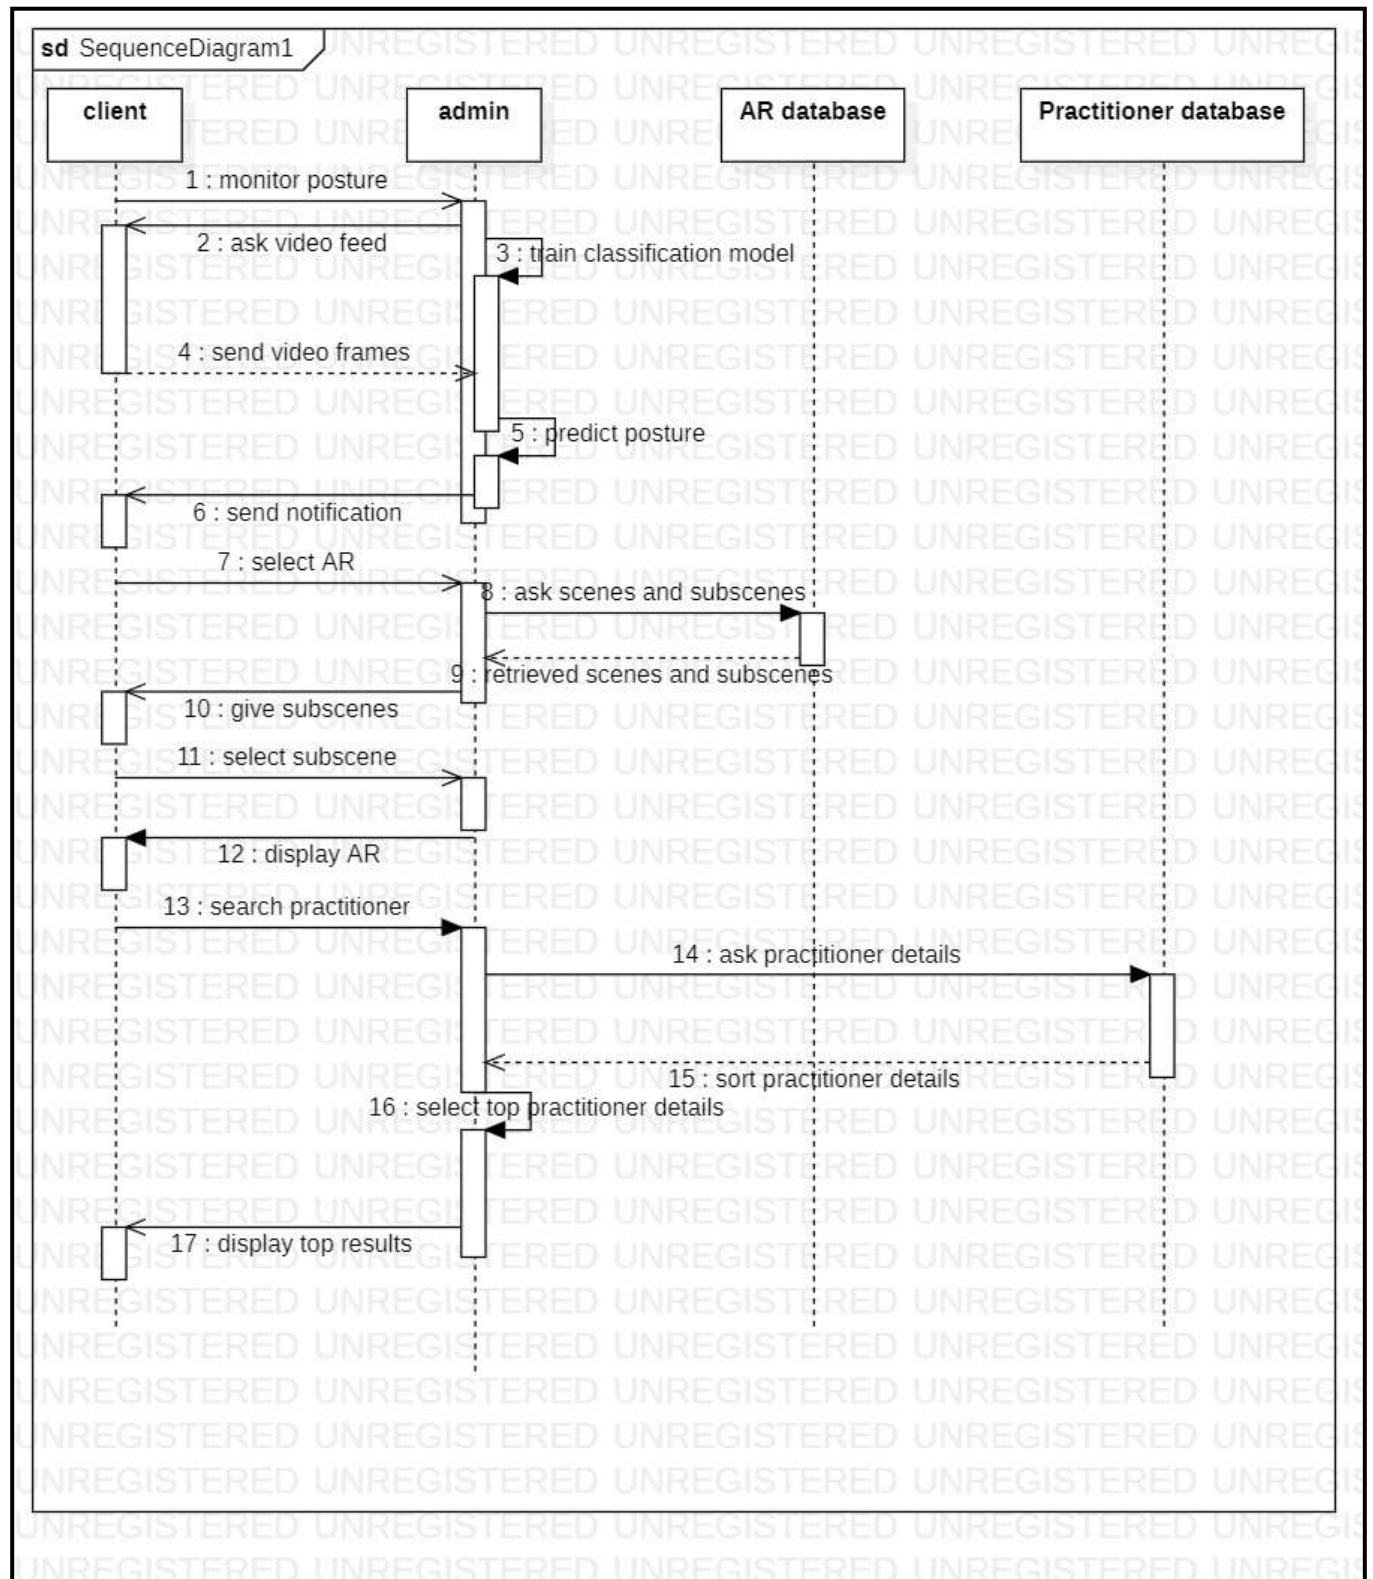 sd SequenceDiagram1
client
admin
AR database
Practitioner database
1 : monitor posture
2 : ask video feed
3 : train classification model
4 : send video frames
5 : predict posture
6 : send notification
7 : select AR
8 : ask scenes and subscenes
9 : retrieved scenes and subscenes
10 : give subscenes
11 : select subscene
12 : display AR
13 : search practitioner
14 : ask practitioner details
15 : sort practitioner details
16 : select top practitioner details
17 : display top results
UNREGISTERED